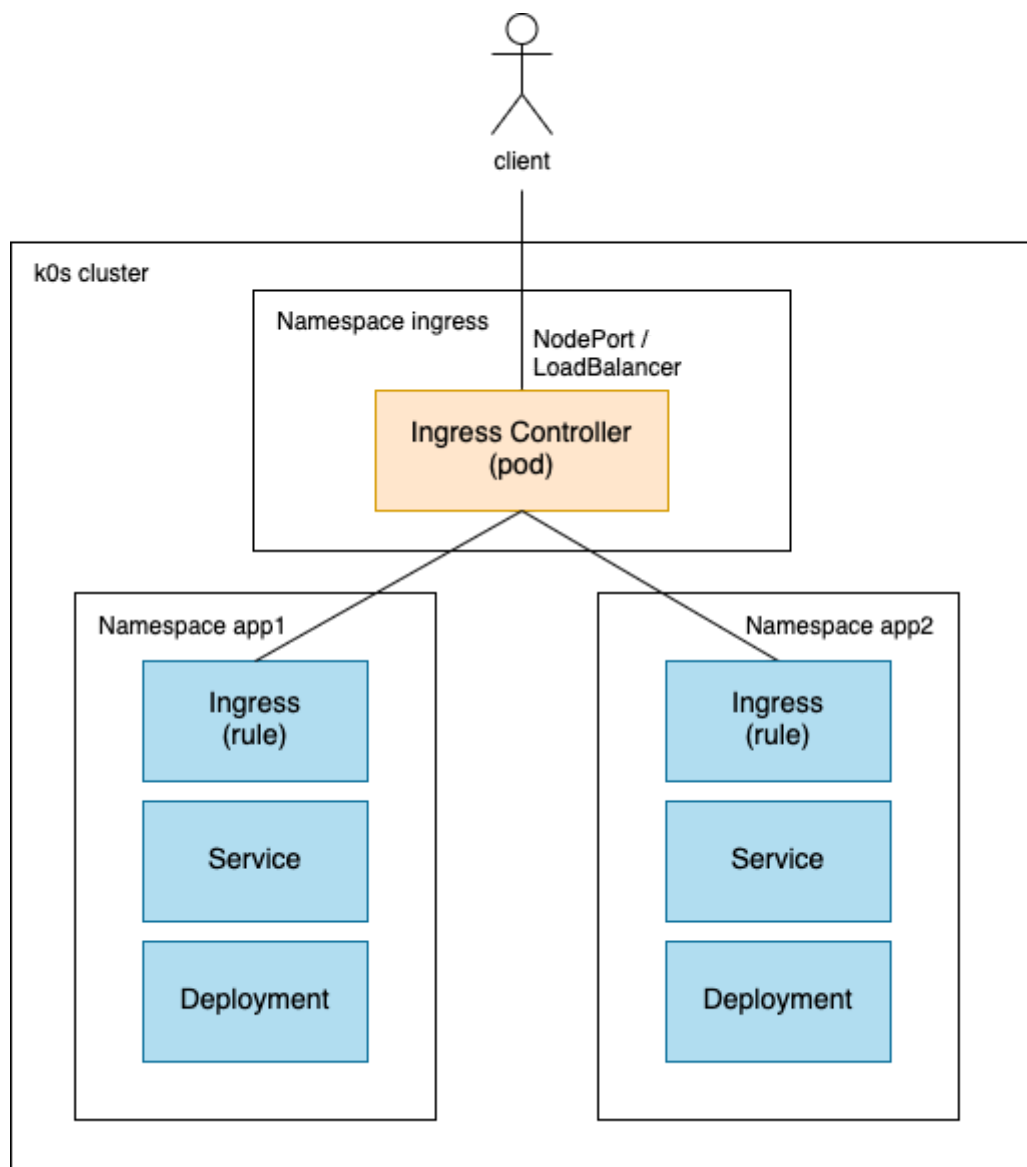 client
k0s cluster
Namespace ingress
NodePort /
LoadBalancer
Ingress Controller
(pod)
Namespace app1
Ingress
(rule)
Service
Deployment
Namespace app2
Ingress
(rule)
Service
Deployment